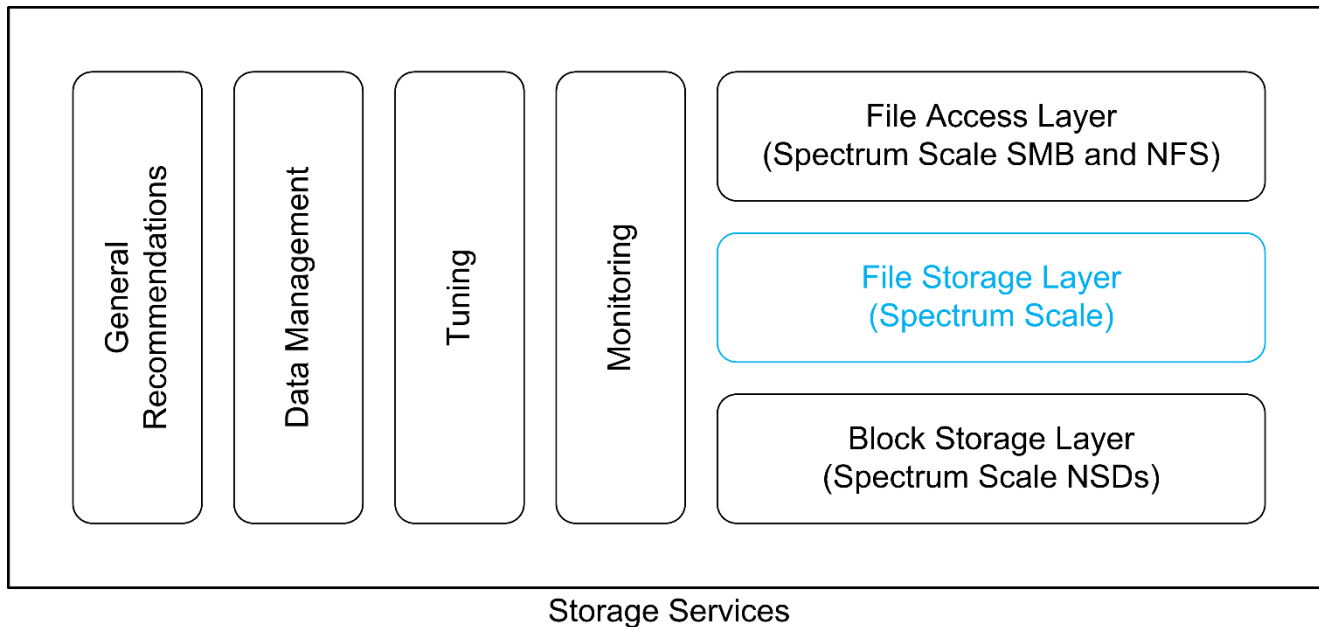 General
Recommendations
Data Management
Tuning
Monitoring
File Access Layer
(Spectrum Scale SMB and NFS)
File Storage Layer
(Spectrum Scale)
Block Storage Layer
(Spectrum Scale NSDs)
Storage Services